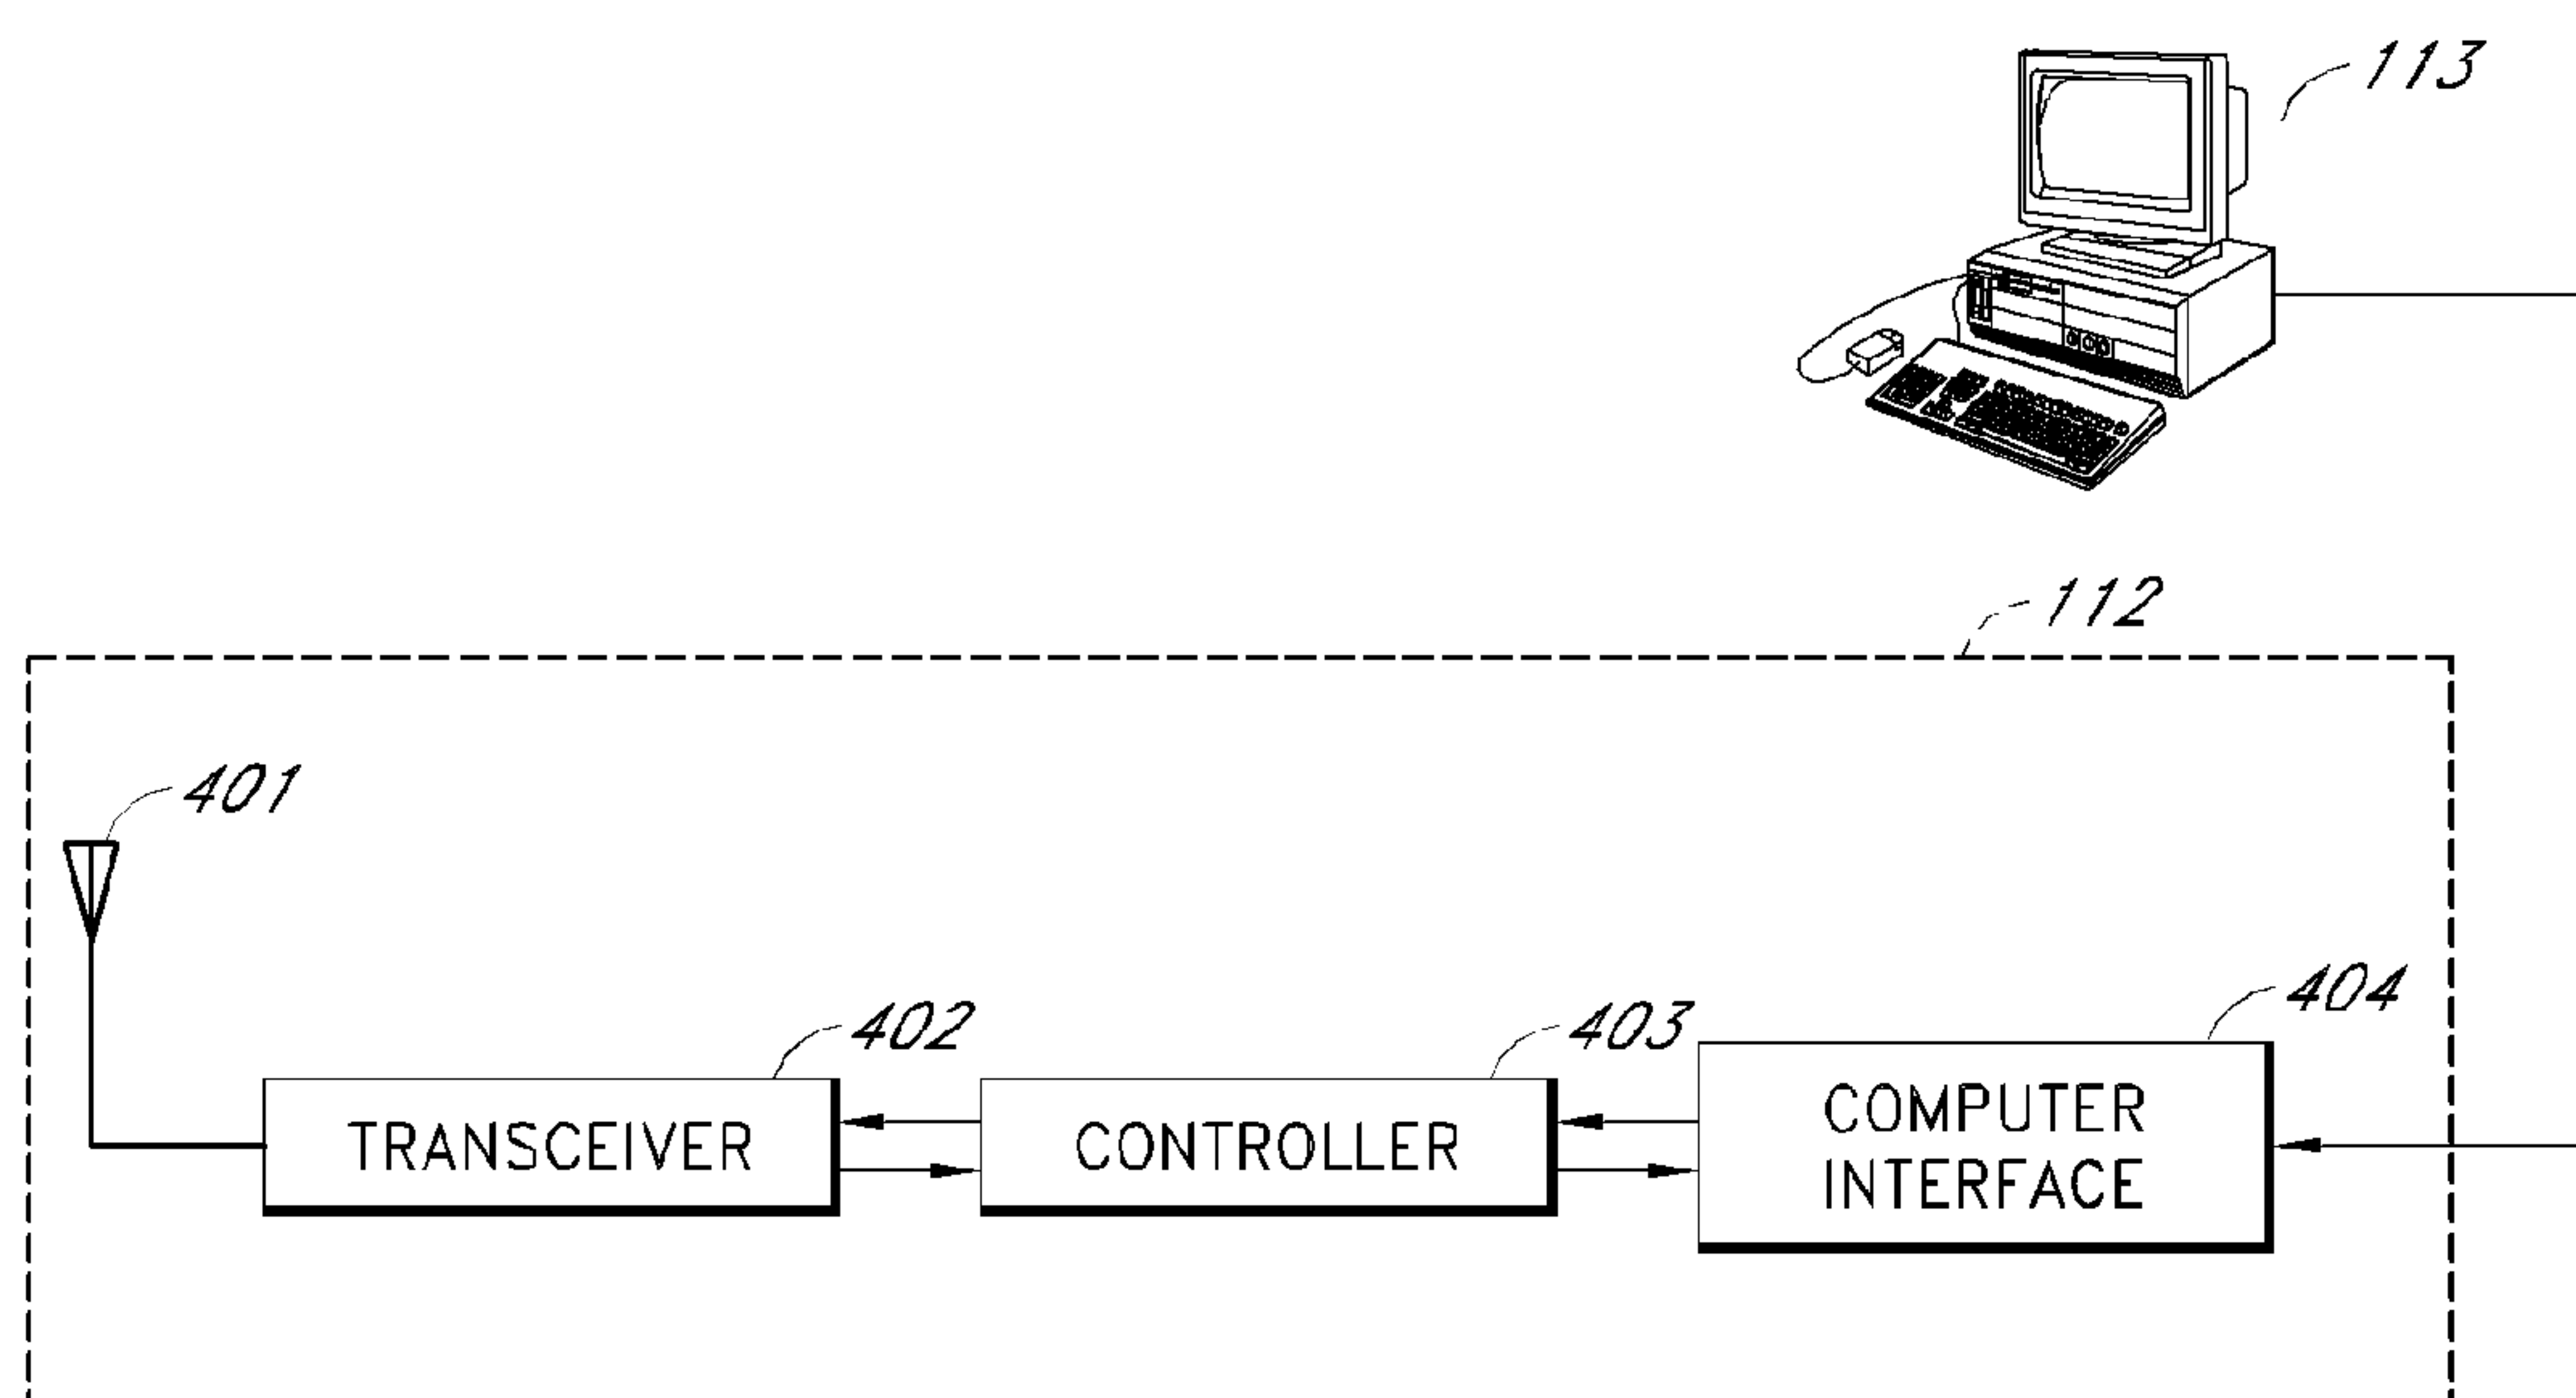 113
112
401
402
403
404
TRANSCEIVER
CONTROLLER
COMPUTER
INTERFACE